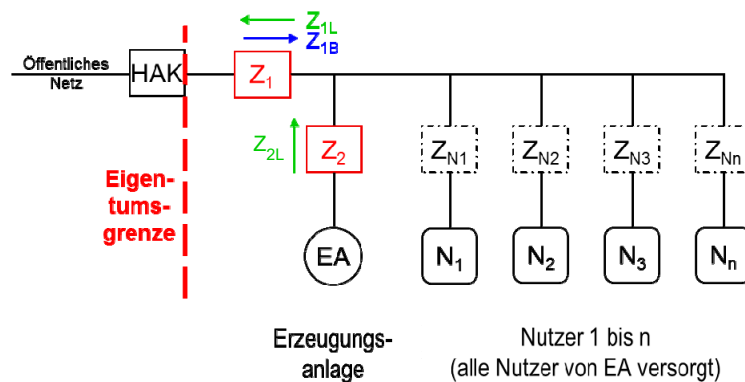 Z1L
Z1B
Öffentliches
Netz
HAK
Z1
Z2L
Z2
ZN1
ZN2
ZN3
ZNn
Eigen-
tums-
grenze
EA
N1
N2
N3
Nn
Erzeugungs-
anlage
Nutzer 1 bis n
(alle Nutzer von EA versorgt)